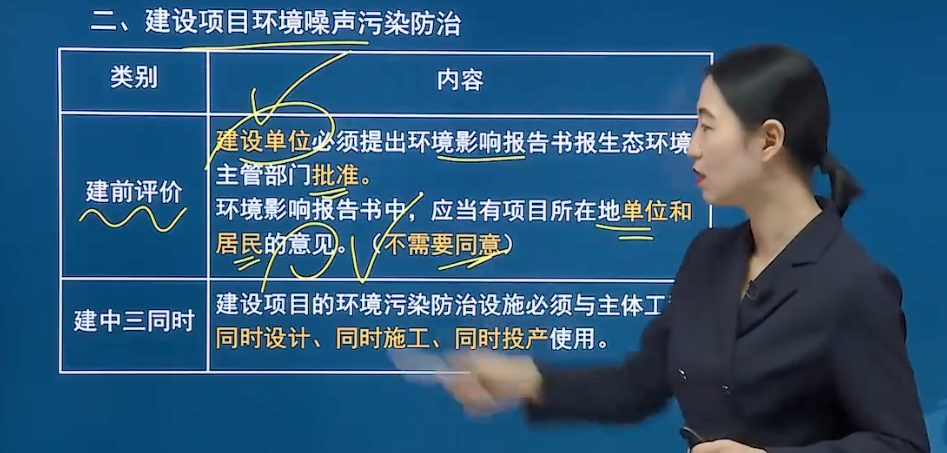 二、建设项目环境噪声污染防治
类别
内容
建前评价
建设单位必须提出环境影响报告书报生态环境
主管部门批准。
环境影响报告书中，应当有项目所在地单位和
居民的意见。（不需要同意）
建中三同时
建设项目的环境污染防治设施必须与主体工
同时设计、同时施工、同时投产使用。